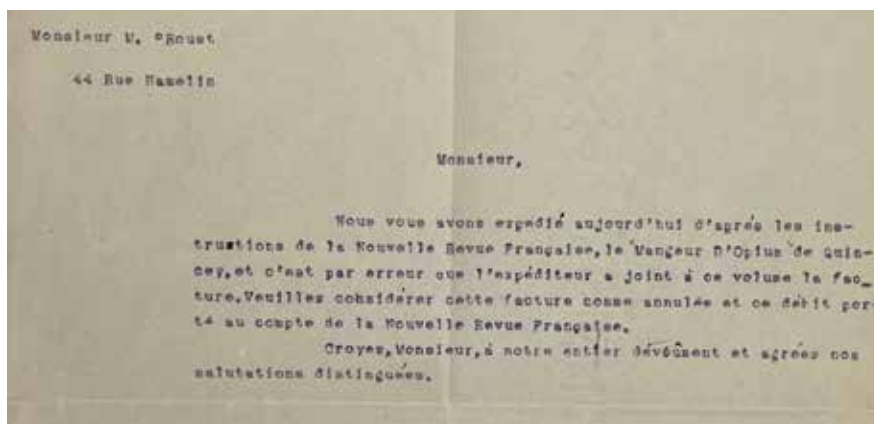 Monsieur M. PRoust
44 Rue Hamelin
Monsieur,
Nous vous avons expedié aujourd'hui d'après les ins-
tructions de la Nouvelle Revue Française, le Mangeur D'Opium de Quin-
cey, et c'est par erreur que l'expéditeur a joint à ce volume la fac_
ture. Veuillez considérer cette facture comme annulée et ce débit por-
té au compte de la Nouvelle Revue Française.
Croyez, Monsieur, à notre entier dévoûment et agréez nos
salutations distinguées.